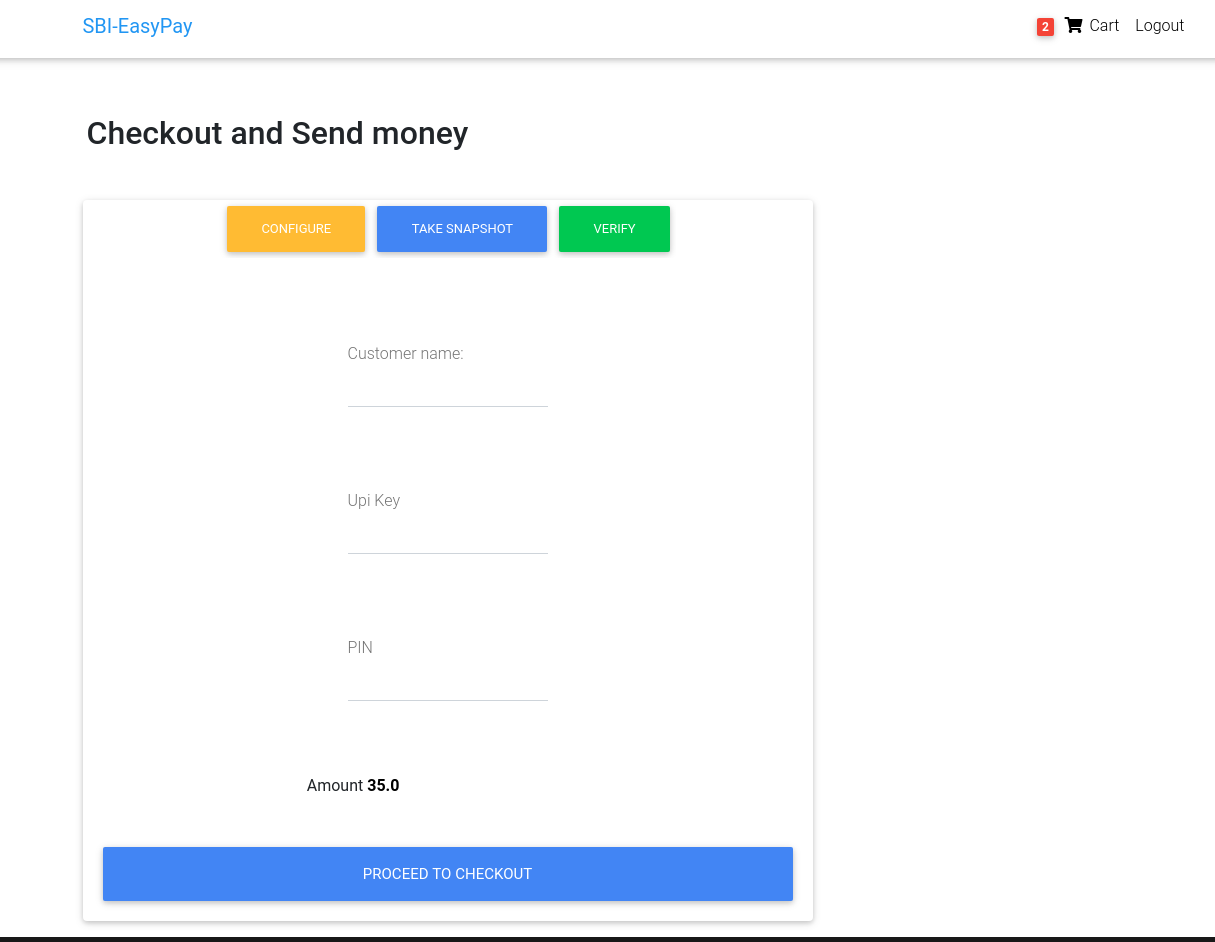 SBI-EasyPay 2 Cart Logout
Checkout and Send money
CONFIGURE TAKE SNAPSHOT VERIFY
Customer name:
Upi Key
PIN
Amount 35.0
PROCEED TO CHECKOUT